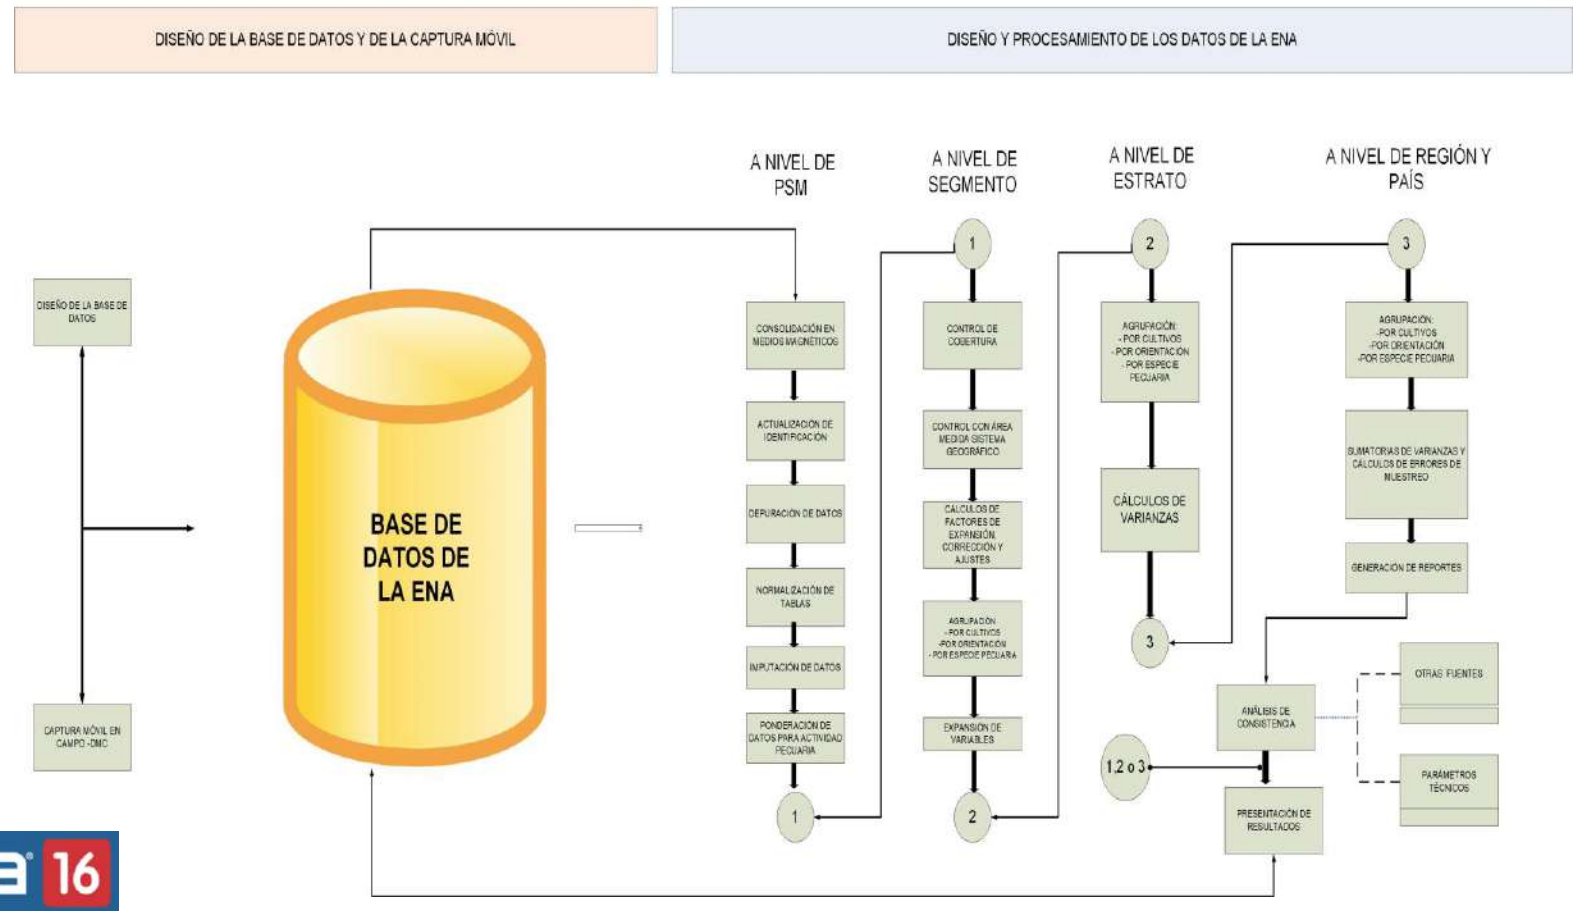 DISEÑO DE LA BASE DE DATOS Y DE LA CAPTURA MÓVIL
DISEÑO Y PROCESAMIENTO DE LOS DATOS DE LA ENA
DISEÑO DE LA BASE DE
DATOS
CAPTURA MÓVIL EN
CAMPO -DMC
BASE DE
DATOS DE
LA ENA
A NIVEL DE
PSM
CONSOLIDACIÓN EN
MEDIOS MAGNÉTICOS
ACTUALIZACIÓN DE
IDENTIFICACIÓN
DEPURACIÓN DE DATOS
NORMALIZACIÓN DE
TABLAS
IMPUTACIÓN DE DATOS
PONDERACIÓN DE
DATOS PARA ACTIVIDAD
PECUARIA
1
A NIVEL DE
SEGMENTO
1
CONTROL DE
COBERTURA
CONTROL CON ÁREA
MEDIDA SISTEMA
GEOGRÁFICO
CÁLCULOS DE
FACTORES DE
EXPANSIÓN,
CORRECCIÓN Y
AJUSTES
AGRUPACIÓN
- POR CULTIVOS
-POR ORIENTACIÓN
- POR ESPECIE PECUARIA
EXPANSIÓN DE
VARIABLES
2
A NIVEL DE
ESTRATO
2
AGRUPACIÓN:
- POR CULTIVOS
- POR ORIENTACIÓN
- POR ESPECIE
PECUARIA
CÁLCULOS DE
VARIANZAS
3
A NIVEL DE REGIÓN Y
PAÍS
3
AGRUPACIÓN:
-POR CULTIVOS
-POR ORIENTACIÓN
-POR ESPECIE PECUARIA
SUMATORIAS DE VARIANZAS Y
CÁLCULOS DE ERRORES DE
MUESTREO
GENERACIÓN DE REPORTES
ANÁLISIS DE
CONSISTENCIA
OTRAS FUENTES
PARÁMETROS
TÉCNICOS
1,2 o 3
PRESENTACIÓN DE
RESULTADOS
a 16